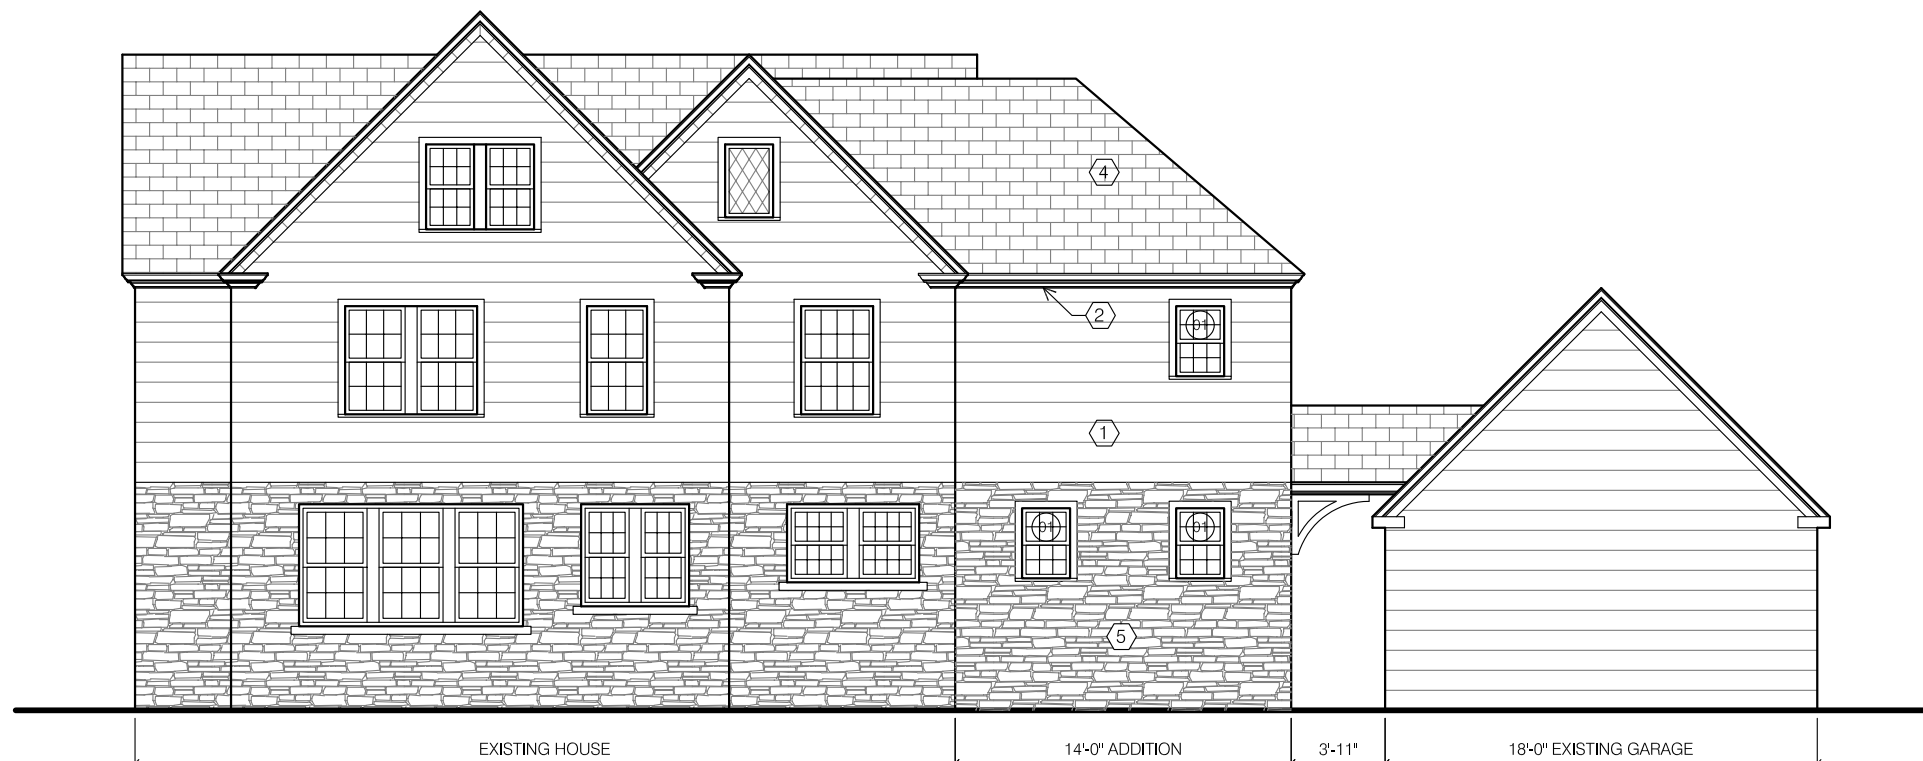 4
2
01
1
01
01
5
EXISTING HOUSE
14'-0" ADDITION
3'-11"
18'-0" EXISTING GARAGE